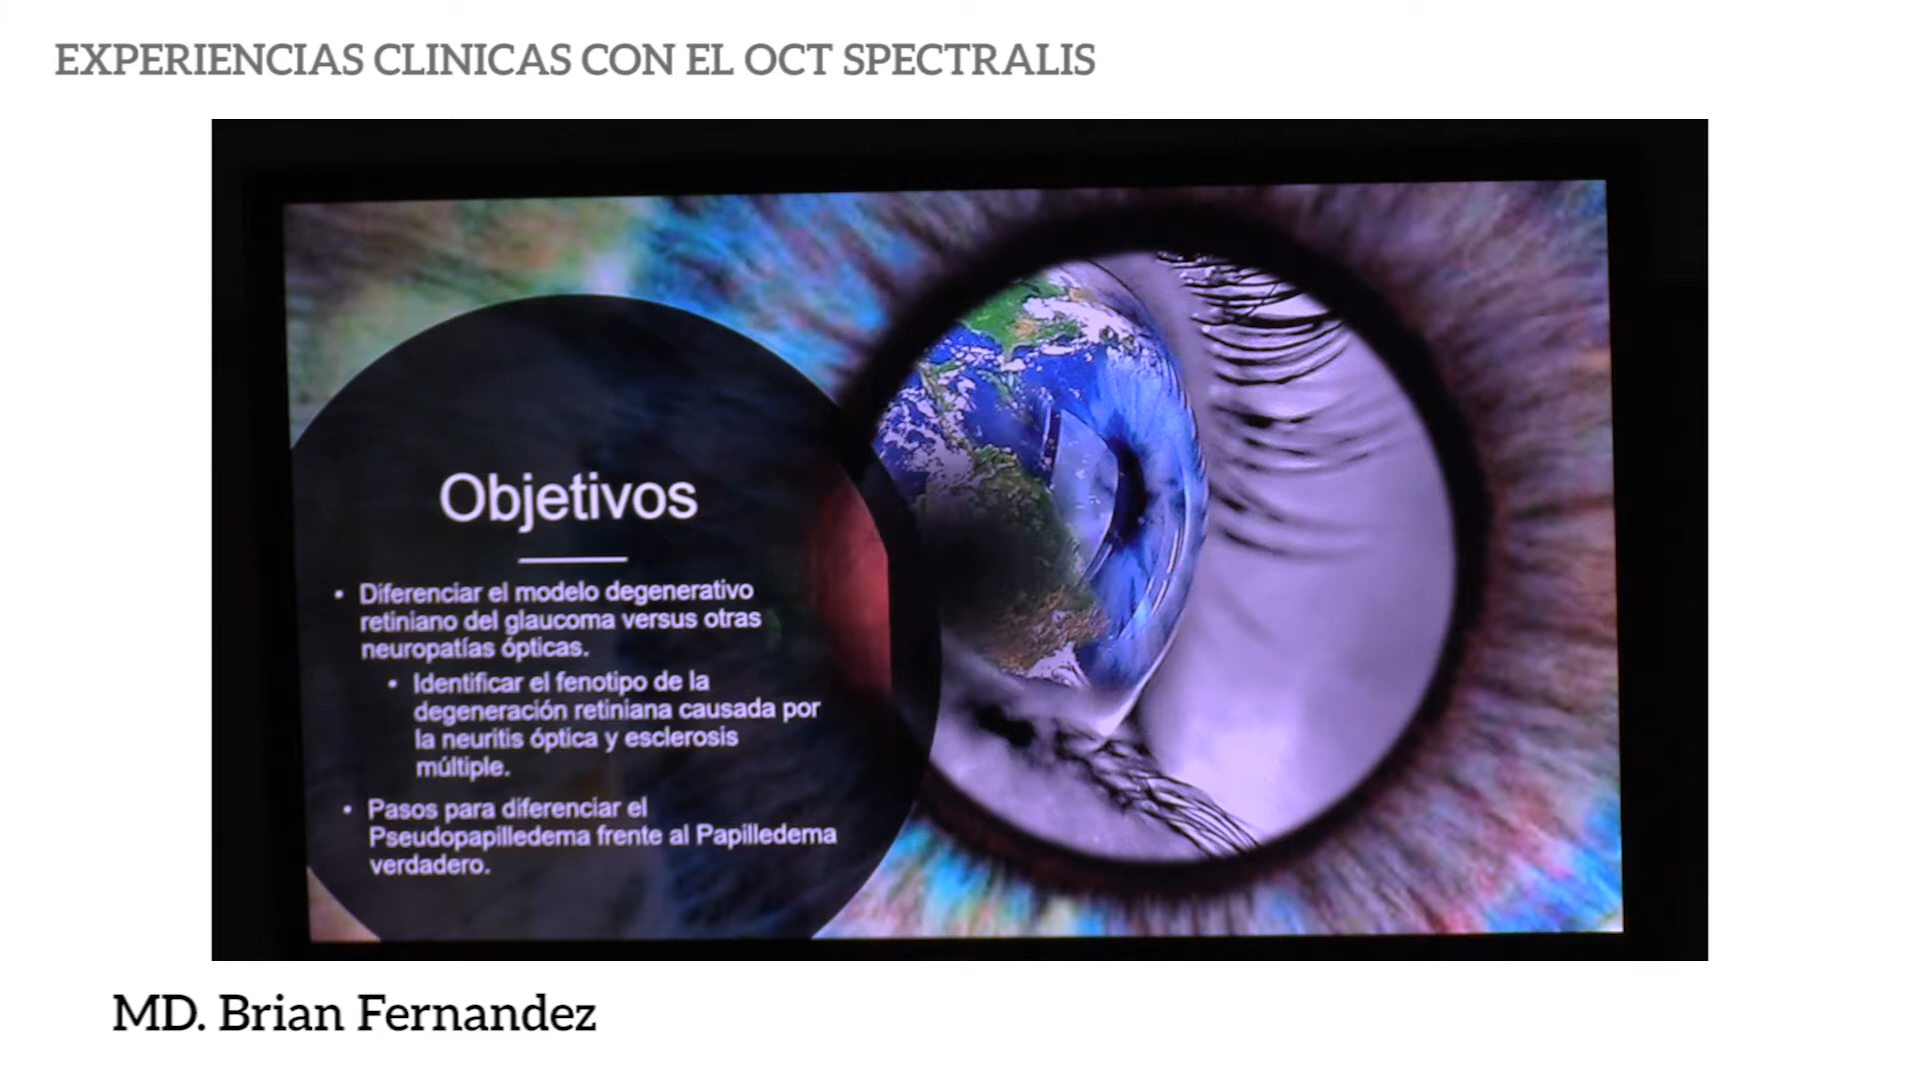 EXPERIENCIAS CLINICAS CON EL OCT SPECTRALIS
Objetivos
• Diferenciar el modelo degenerativo
retiniano del glaucoma versus otras
neuropatías ópticas.
• Identificar el fenotipo de la
degeneración retiniana causada por
la neuritis óptica y esclerosis
múltiple.
• Pasos para diferenciar el
Pseudopapilledema frente al Papilledema
verdadero.
MD. Brian Fernandez